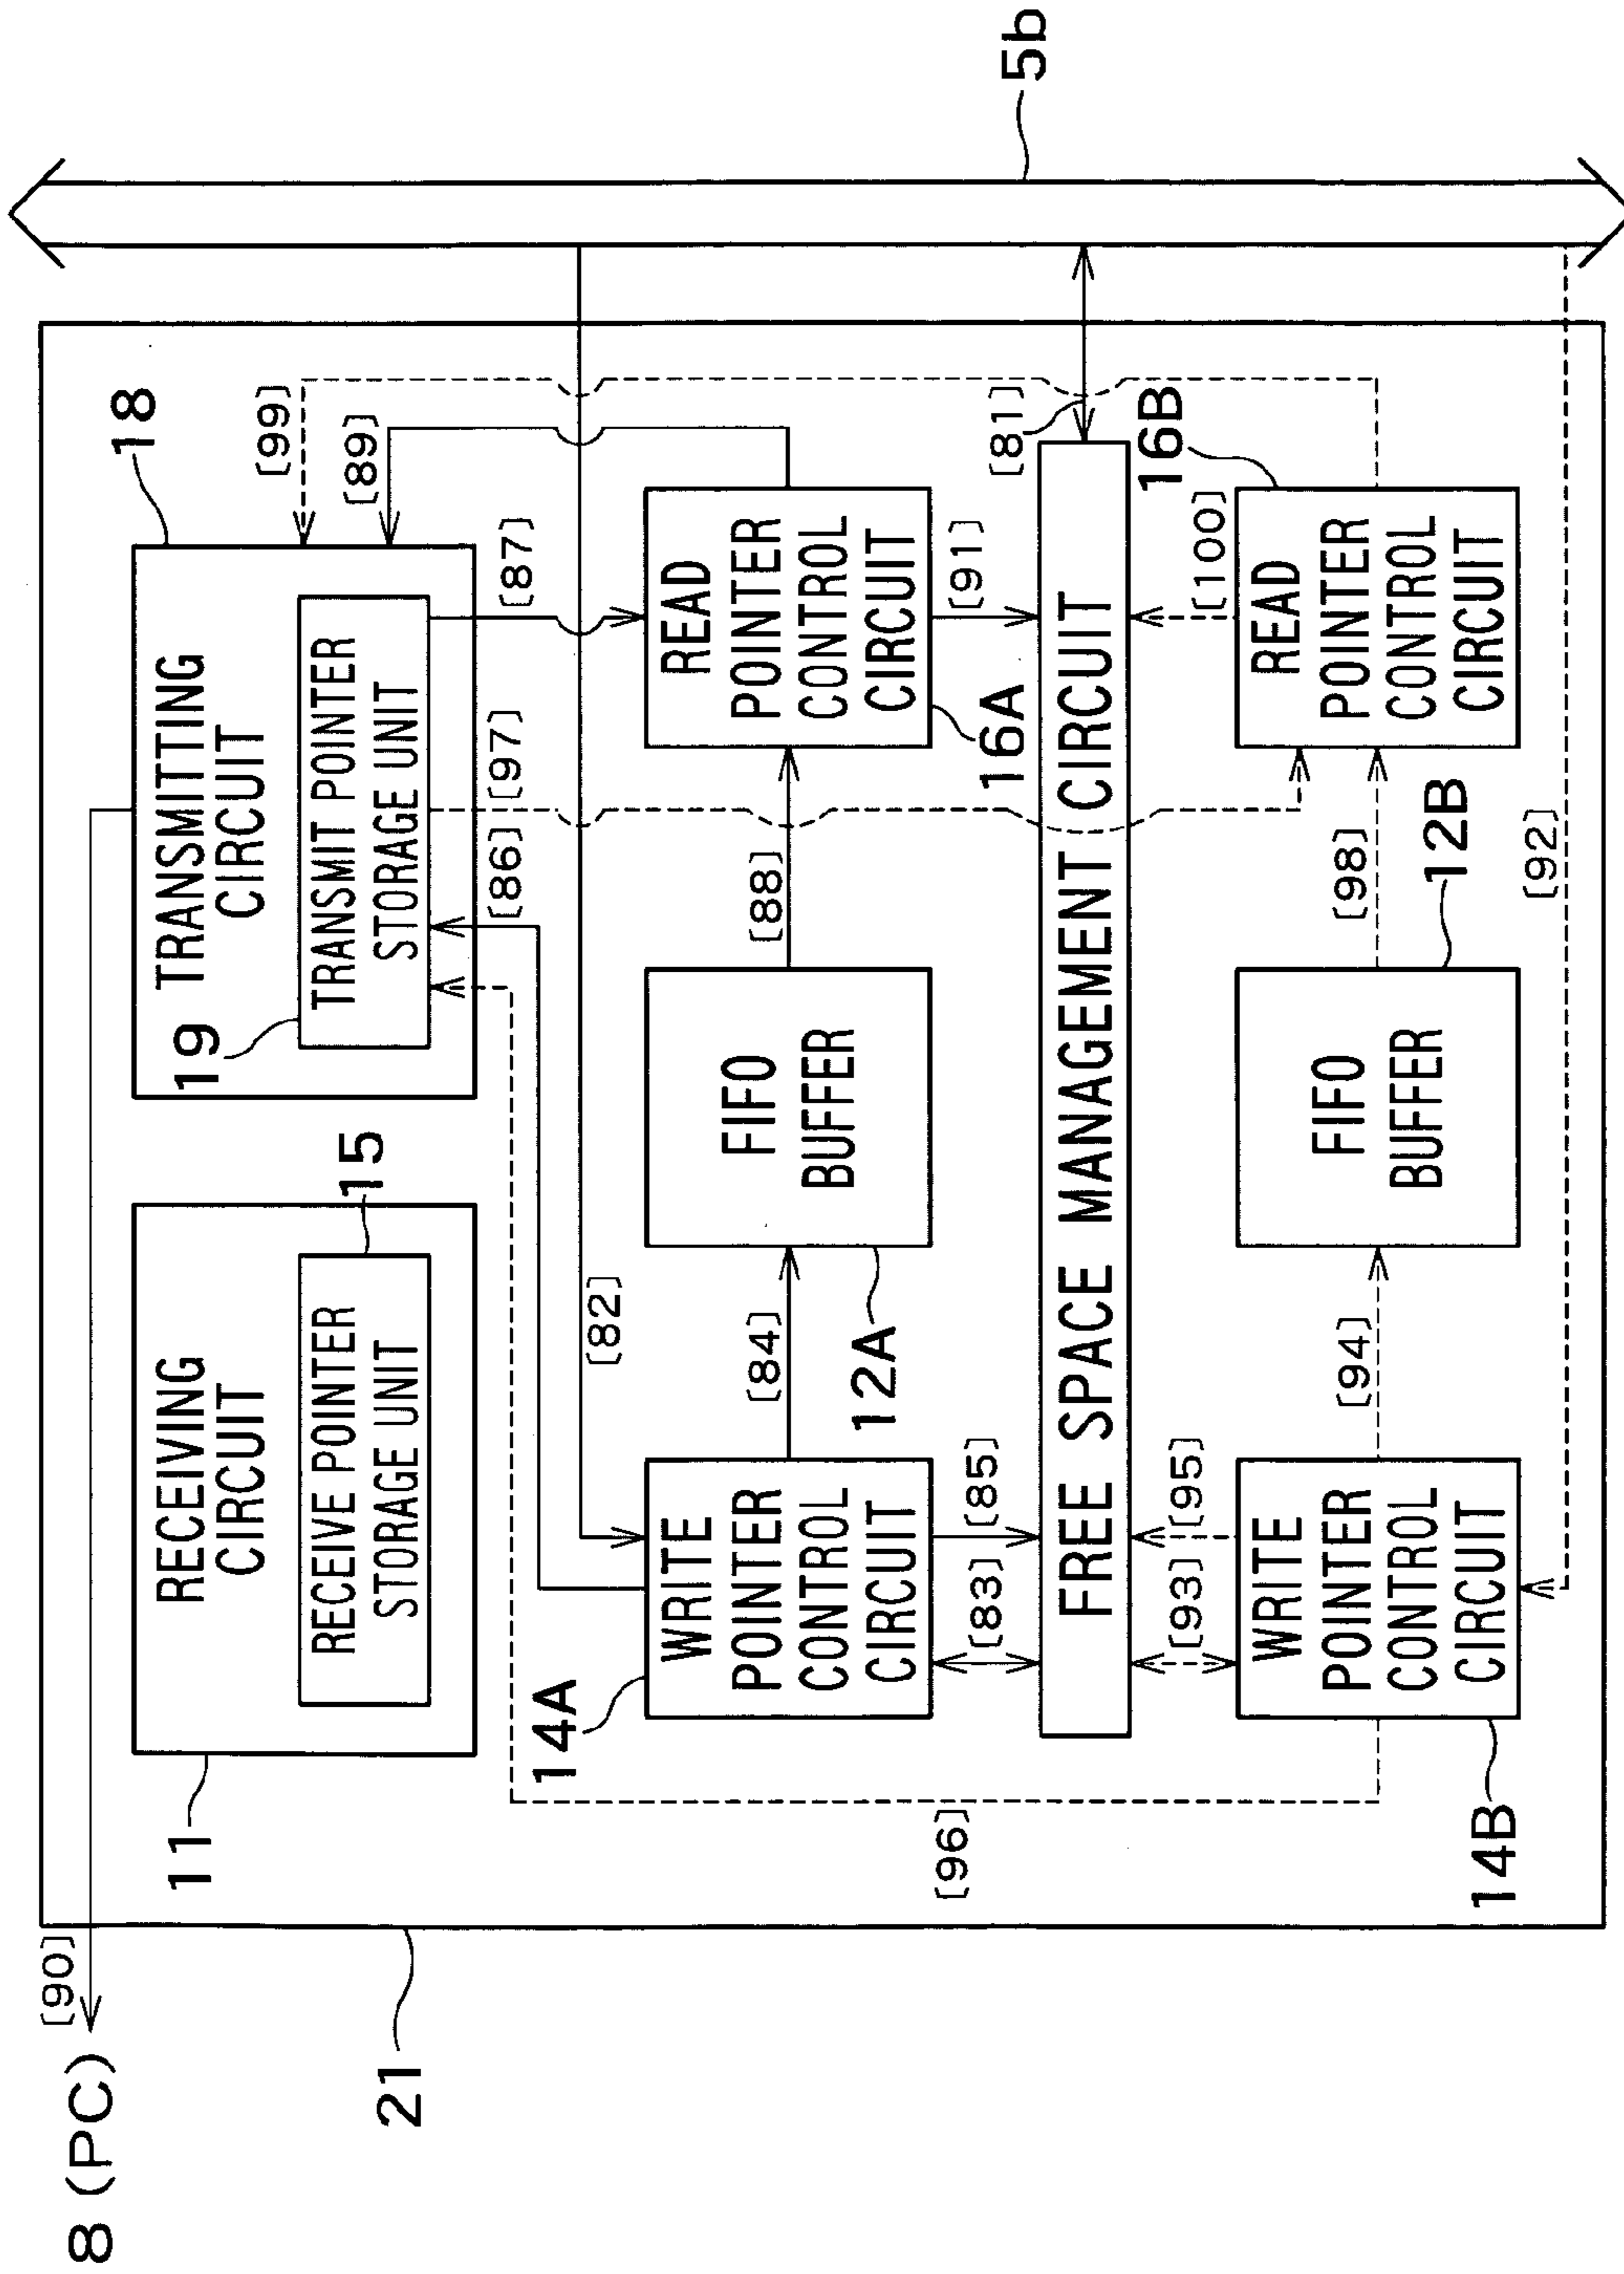 8 (PC)
[90]
21
11
RECEIVING
CIRCUIT
RECEIVE POINTER
STORAGE UNIT
15
18
TRANSMITTING
CIRCUIT
19
TRANSMIT POINTER
STORAGE UNIT
[99]
[89]
[87]
[97]
[86]
[82]
14A
WRITE
POINTER
CONTROL
CIRCUIT
[84]
FIFO
BUFFER
12A
[88]
READ
POINTER
CONTROL
CIRCUIT
16A
[83]
[85]
[91]
[81]
[96]
FREE SPACE MANAGEMENT CIRCUIT
[93]
[95]
[100]
16B
WRITE
POINTER
CONTROL
CIRCUIT
14B
[94]
FIFO
BUFFER
12B
[98]
READ
POINTER
CONTROL
CIRCUIT
[92]
5b